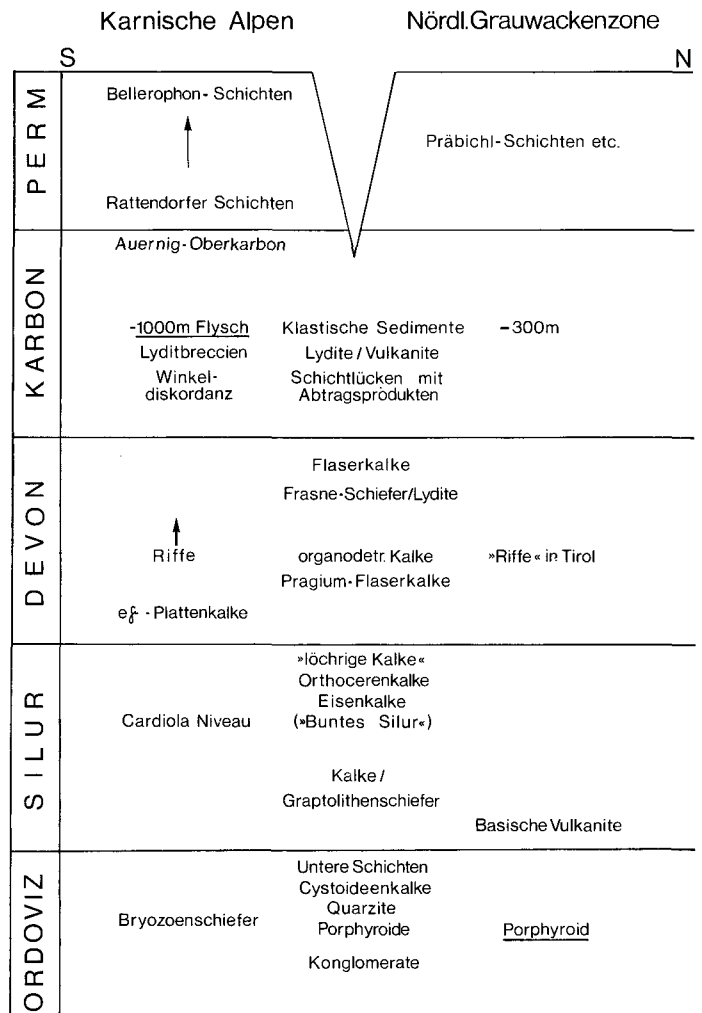 Karnische Alpen
Nördl.Grauwackenzone
S
N
PERM
Bellerophon-Schichten
Präbichl-Schichten etc.
Rattendorfer Schichten
KARBON
Auernig-Oberkarbon
-1000m Flysch
Klastische Sedimente
-300m
Lyditbreccien
Lydite / Vulkanite
Winkel-
diskordanz
Schichtlücken mit
Abtragsprodukten
DEVON
Flaserkalke
Frasne-Schiefer/Lydite
Riffe
organodetr. Kalke
»Riffe« in Tirol
Pragium-Flaserkalke
-Plattenkalke
SILUR
»löchrige Kalke«
Orthocerenkalke
Eisenkalke
Cardiola Niveau
(»Buntes Silur«)
Kalke /
Graptolithenschiefer
Basische Vulkanite
ORDOVIZ
Untere Schichten
Cystoideenkalke
Bryozoenschiefer
Quarzite
Porphyroide
Porphyroid
Konglomerate